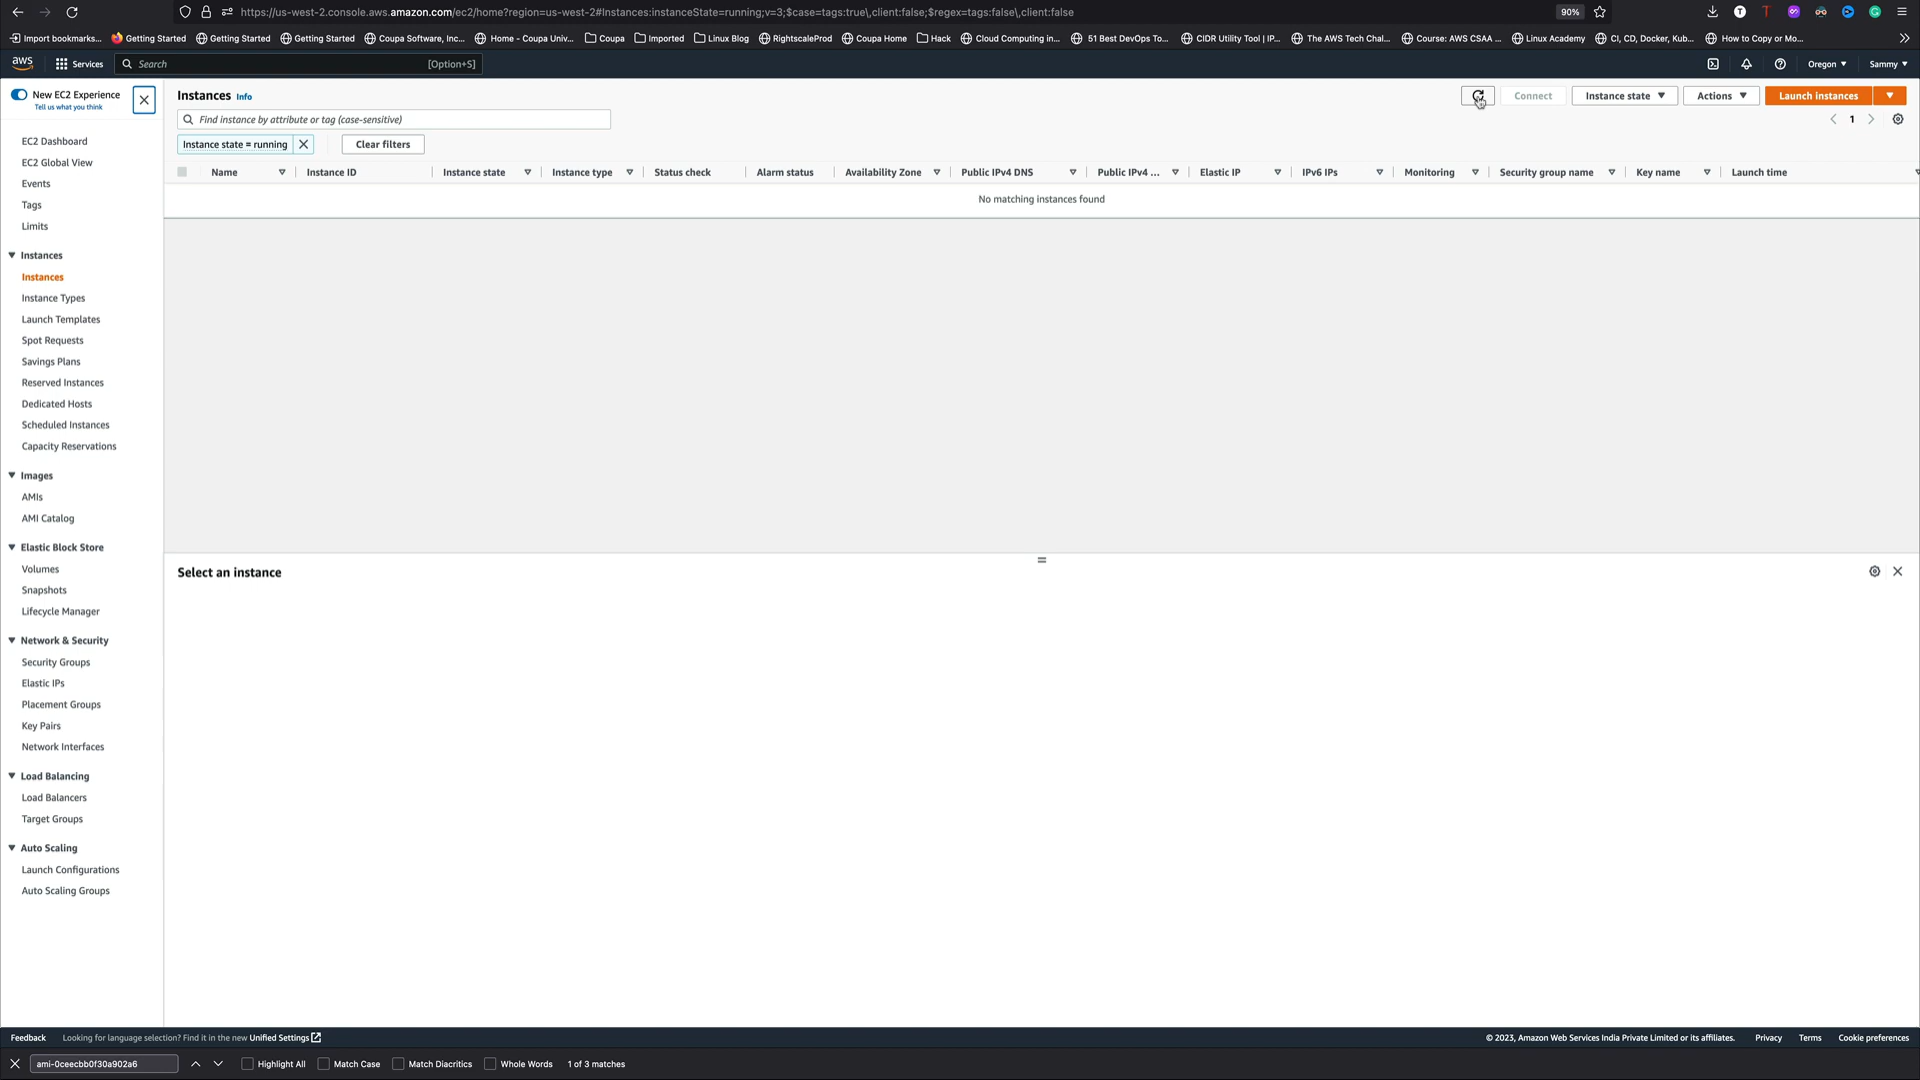 https://us-west-2.console.aws.amazon.com/ec2/home?region=us-west-2#Instances:instanceState=running;v=3;$case=tags:true\,client:false;$regex=tags:false\,client:false
90%
Import bookmarks...
Getting Started
Getting Started
Getting Started
Coupa Software, Inc...
Home - Coupa Univ...
Coupa
Imported
Linux Blog
RightscaleProd
Coupa Home
Hack
Cloud Computing in...
51 Best DevOps To...
CIDR Utility Tool | IP...
The AWS Tech Chal...
Course: AWS CSAA ...
Linux Academy
CI, CD, Docker, Kub...
How to Copy or Mo...
aws
Services
Search
[Option+S]
Oregon
Sammy
New EC2 Experience
Tell us what you think
EC2 Dashboard
EC2 Global View
Events
Tags
Limits
Instances
Instances
Instance Types
Launch Templates
Spot Requests
Savings Plans
Reserved Instances
Dedicated Hosts
Scheduled Instances
Capacity Reservations
Images
AMIs
AMI Catalog
Elastic Block Store
Volumes
Snapshots
Lifecycle Manager
Network & Security
Security Groups
Elastic IPs
Placement Groups
Key Pairs
Network Interfaces
Load Balancing
Load Balancers
Target Groups
Auto Scaling
Launch Configurations
Auto Scaling Groups
Instances Info
Connect
Instance state
Actions
Launch instances
Find instance by attribute or tag (case-sensitive)
1
Instance state = running
Clear filters
Name
Instance ID
Instance state
Instance type
Status check
Alarm status
Availability Zone
Public IPv4 DNS
Public IPv4 ...
Elastic IP
IPv6 IPs
Monitoring
Security group name
Key name
Launch time
No matching instances found
Select an instance
Feedback
Looking for language selection? Find it in the new Unified Settings
© 2023, Amazon Web Services India Private Limited or its affiliates.
Privacy
Terms
Cookie preferences
ami-0ceecbb0f30a902a6
Highlight All
Match Case
Match Diacritics
Whole Words
1 of 3 matches